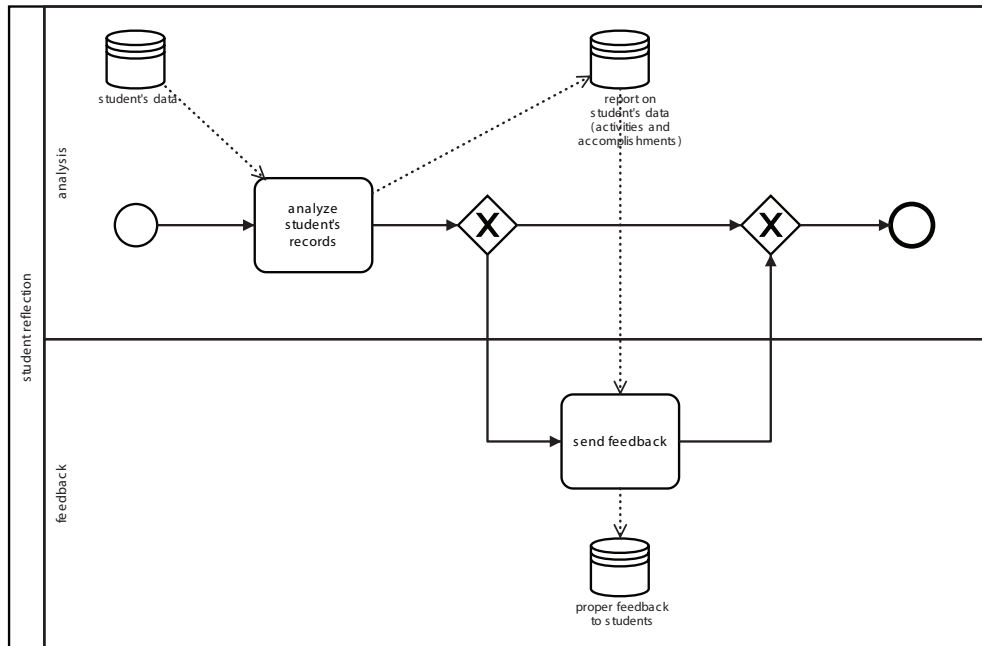 student's data
report on
student's data
(activities and
accomplishments)
analysis
analyze
student's
records
X
X
student reflection
send feedback
feedback
proper feedback
to students